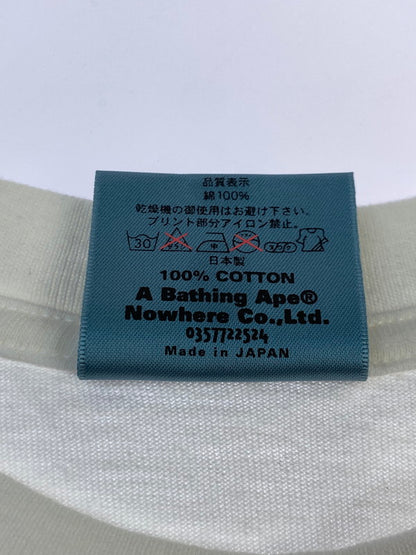 品質表示
綿100%
乾燥機の御使用はお避け下さい。
プリント部分アイロン禁止。
30 中
日本製
100% COTTON
A Bathing Ape®
Nowhere Co.,Ltd.
0357722524
Made in JAPAN